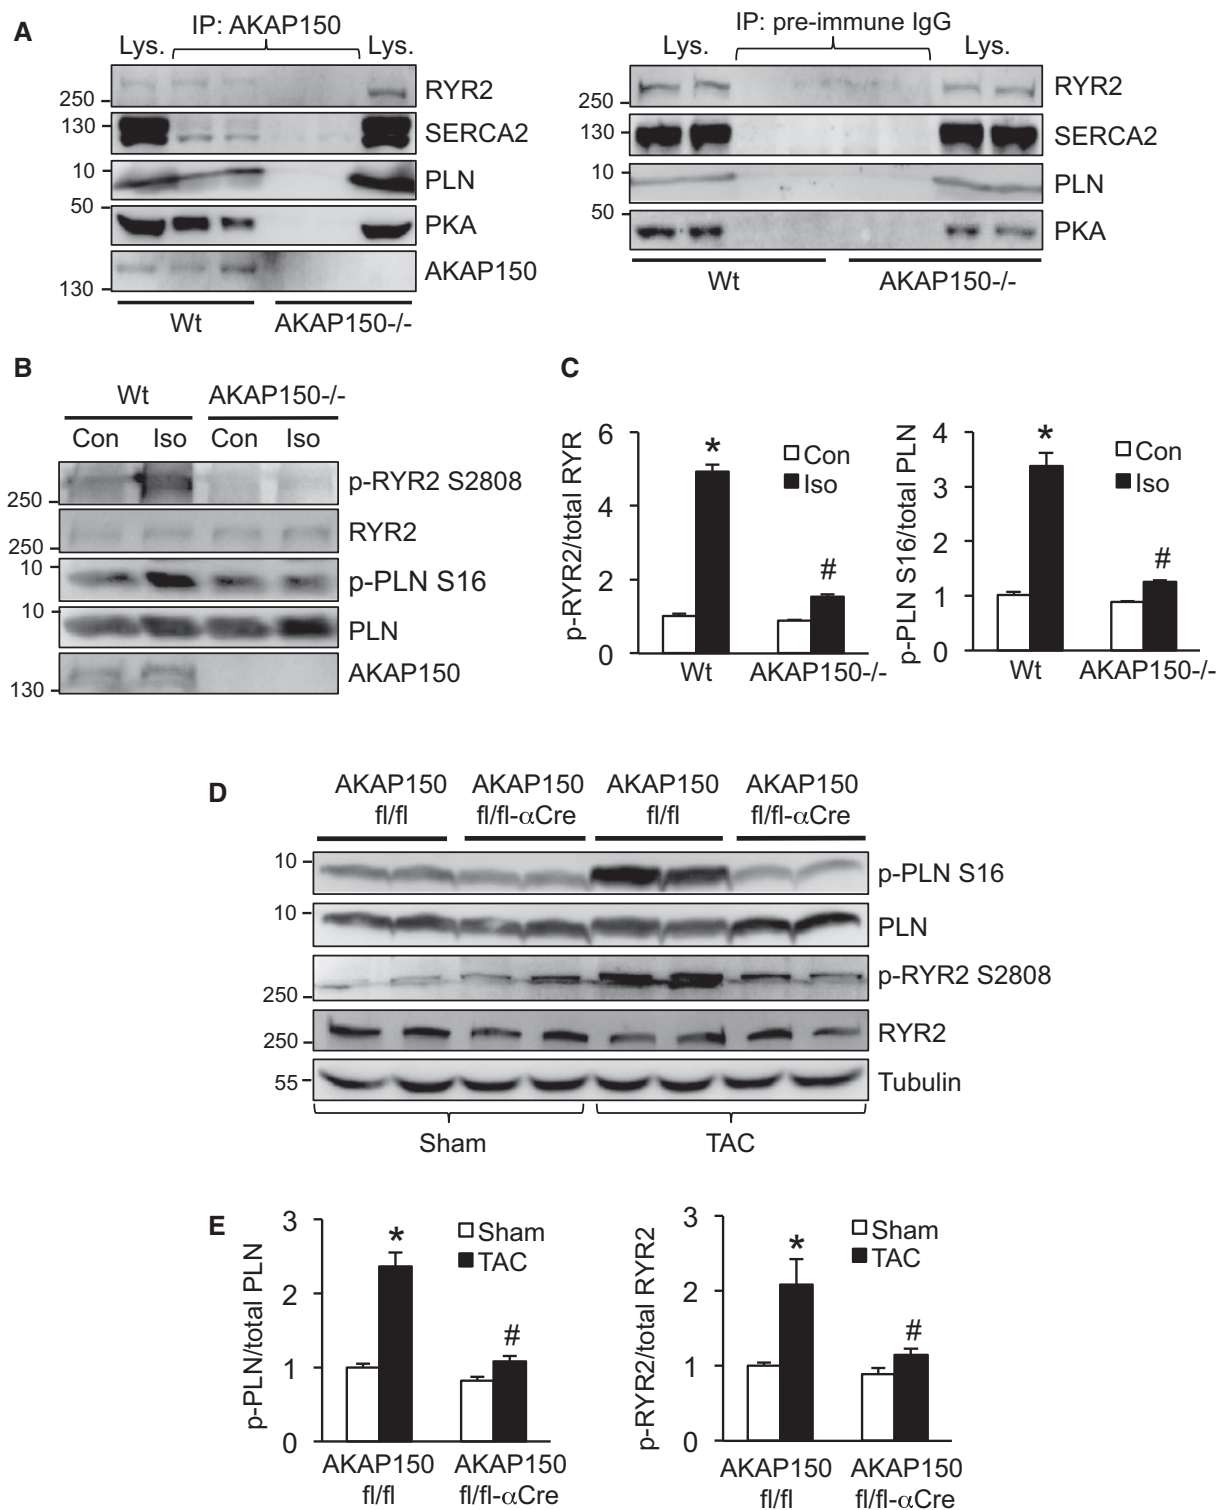 A
IP: AKAP150
Lys.
Lys.
250
RYR2
130
SERCA2
10
PLN
50
PKA
130
AKAP150
Wt
AKAP150-/-
IP: pre-immune IgG
Lys.
Lys.
250
RYR2
130
SERCA2
10
PLN
50
PKA
Wt
AKAP150-/-
B
Wt
AKAP150-/-
Con
Iso
Con
Iso
250
p-RYR2 S2808
250
RYR2
10
p-PLN S16
10
PLN
130
AKAP150
C
p-RYR2/total RYR
6
4
2
0
*
#
Con
Iso
Wt
AKAP150-/-
p-PLN S16/total PLN
4
3
2
1
0
*
#
Con
Iso
Wt
AKAP150-/-
D
AKAP150
fl/fl
AKAP150
fl/fl-αCre
AKAP150
fl/fl
AKAP150
fl/fl-αCre
10
p-PLN S16
10
PLN
250
p-RYR2 S2808
250
RYR2
55
Tubulin
Sham
TAC
E
p-PLN/total PLN
3
2
1
0
*
#
Sham
TAC
AKAP150
fl/fl
AKAP150
fl/fl-αCre
p-RYR2/total RYR2
3
2
1
0
*
#
Sham
TAC
AKAP150
fl/fl
AKAP150
fl/fl-αCre